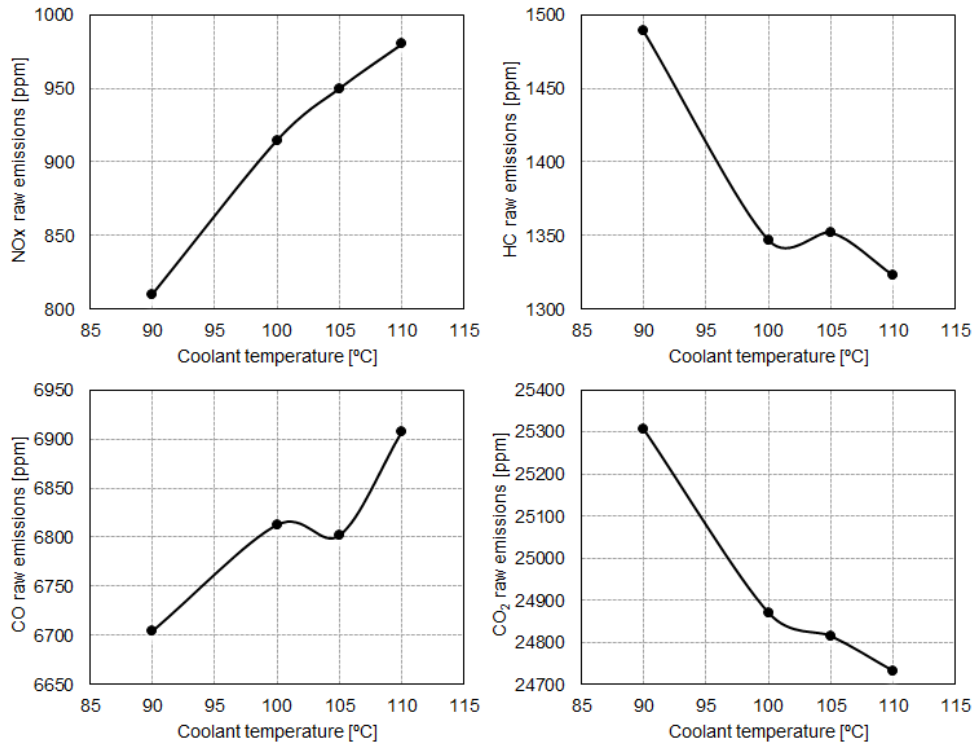 NOx raw emissions [ppm]
1000
950
900
850
800
85 90 95 100 105 110 115
Coolant temperature [ºC]
HC raw emissions [ppm]
1500
1450
1400
1350
1300
85 90 95 100 105 110 115
Coolant temperature [ºC]
CO raw emissions [ppm]
6950
6900
6850
6800
6750
6700
6650
85 90 95 100 105 110 115
Coolant temperature [ºC]
CO₂ raw emissions [ppm]
25400
25300
25200
25100
25000
24900
24800
24700
85 90 95 100 105 110 115
Coolant temperature [ºC]